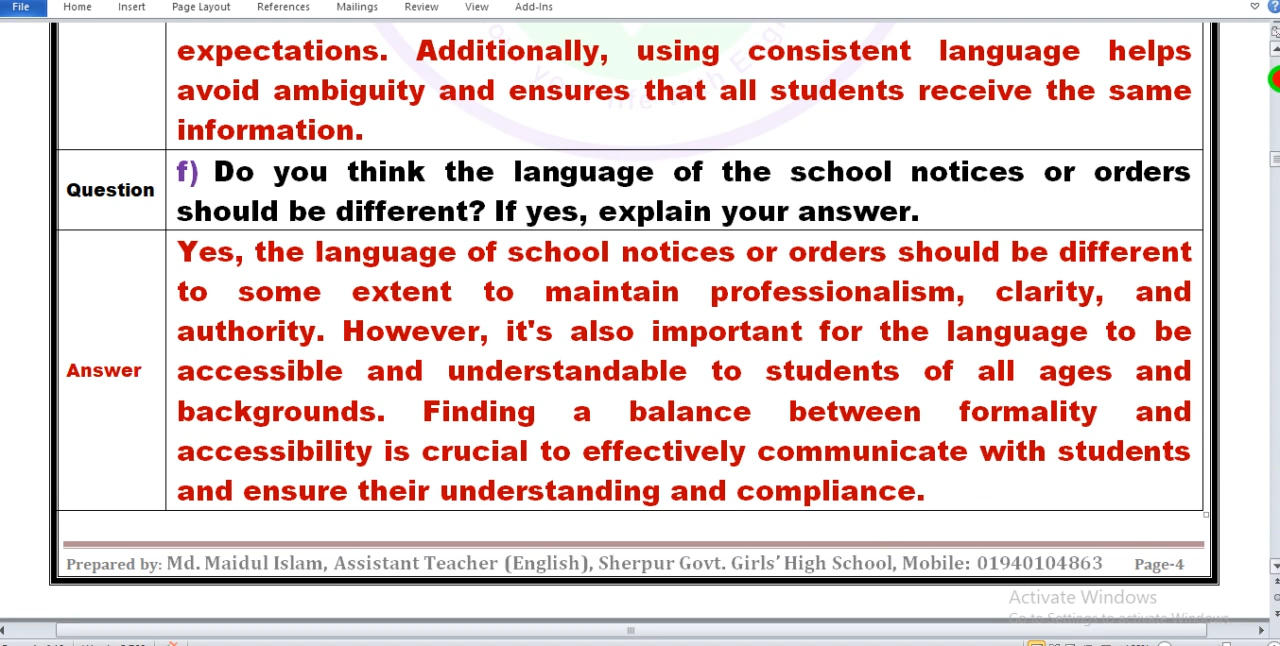 File Home Insert Page Layout References Mailings Review View Add-Ins
expectations. Additionally, using consistent language helps
avoid ambiguity and ensures that all students receive the same
information.
Question
f) Do you think the language of the school notices or orders
should be different? If yes, explain your answer.
Answer
Yes, the language of school notices or orders should be different
to some extent to maintain professionalism, clarity, and
authority. However, it's also important for the language to be
accessible and understandable to students of all ages and
backgrounds. Finding a balance between formality and
accessibility is crucial to effectively communicate with students
and ensure their understanding and compliance.
Prepared by: Md. Maidul Islam, Assistant Teacher (English), Sherpur Govt. Girls' High School, Mobile: 01940104863 Page-4
Activate Windows
Go to Settings to activate Windows.